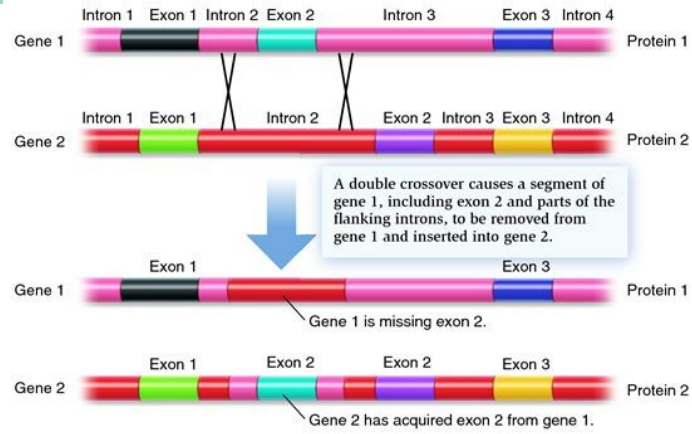 Intron 1 Exon 1 Intron 2 Exon 2 Intron 3 Exon 3 Intron 4
Gene 1 Protein 1
Intron 1 Exon 1 Intron 2 Exon 2 Intron 3 Exon 3 Intron 4
Gene 2 Protein 2
A double crossover causes a segment of
gene 1, including exon 2 and parts of the
flanking introns, to be removed from
gene 1 and inserted into gene 2.
Exon 1 Exon 3
Gene 1 Protein 1
Gene 1 is missing exon 2.
Exon 1 Exon 2 Exon 2 Exon 3
Gene 2 Protein 2
Gene 2 has acquired exon 2 from gene 1.